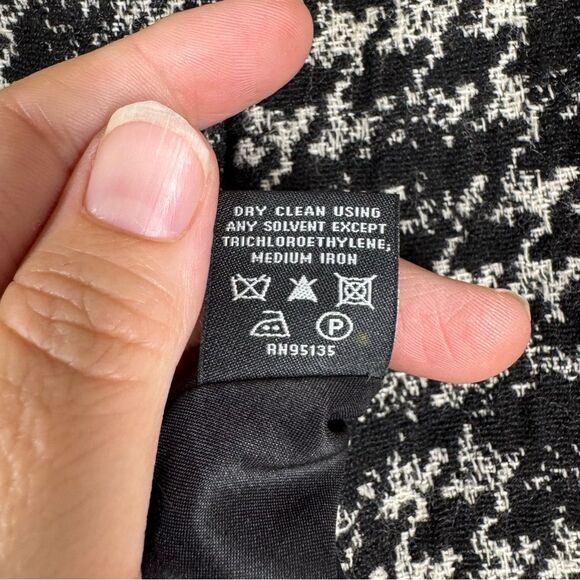 DRY CLEAN USING
ANY SOLVENT EXCEPT
TRICHLOROETHYLENE,
MEDIUM IRON
P
RN95135